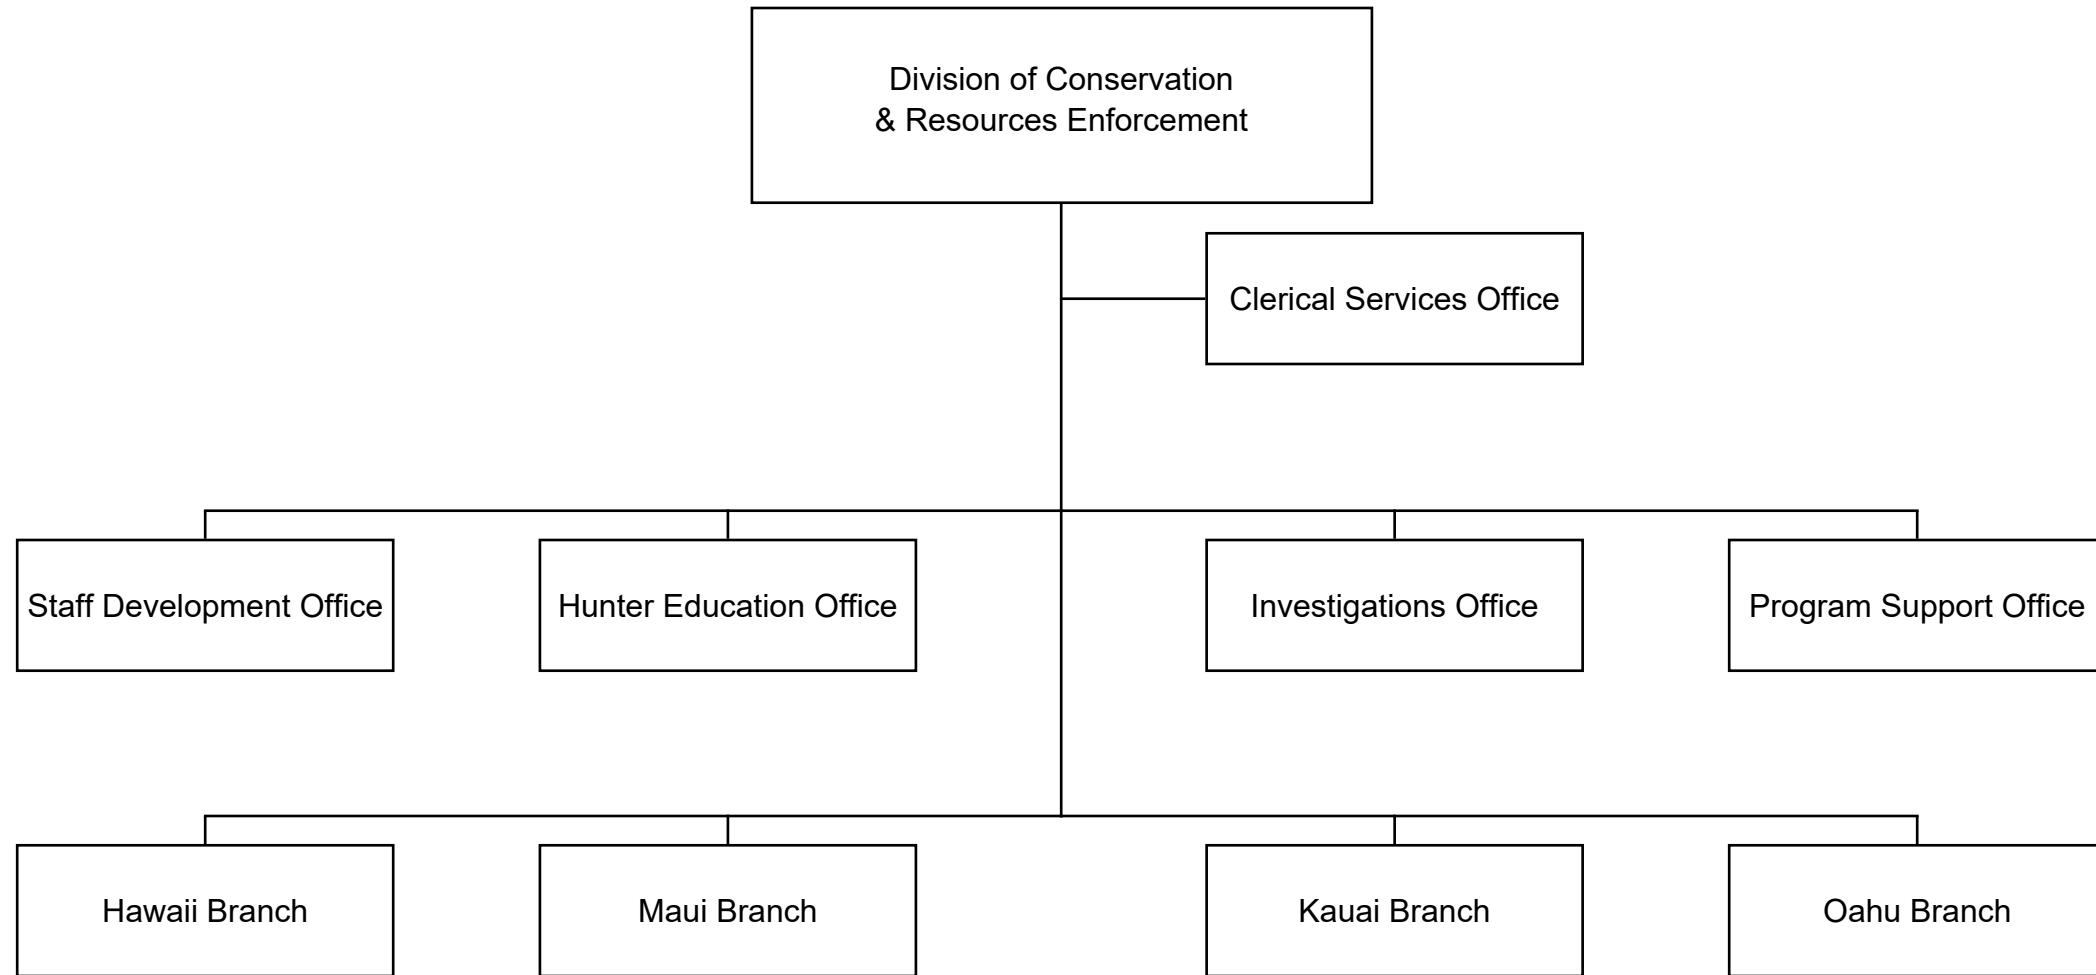 Division of Conservation
& Resources Enforcement
Clerical Services Office
Staff Development Office
Hunter Education Office
Investigations Office
Program Support Office
Hawaii Branch
Maui Branch
Kauai Branch
Oahu Branch